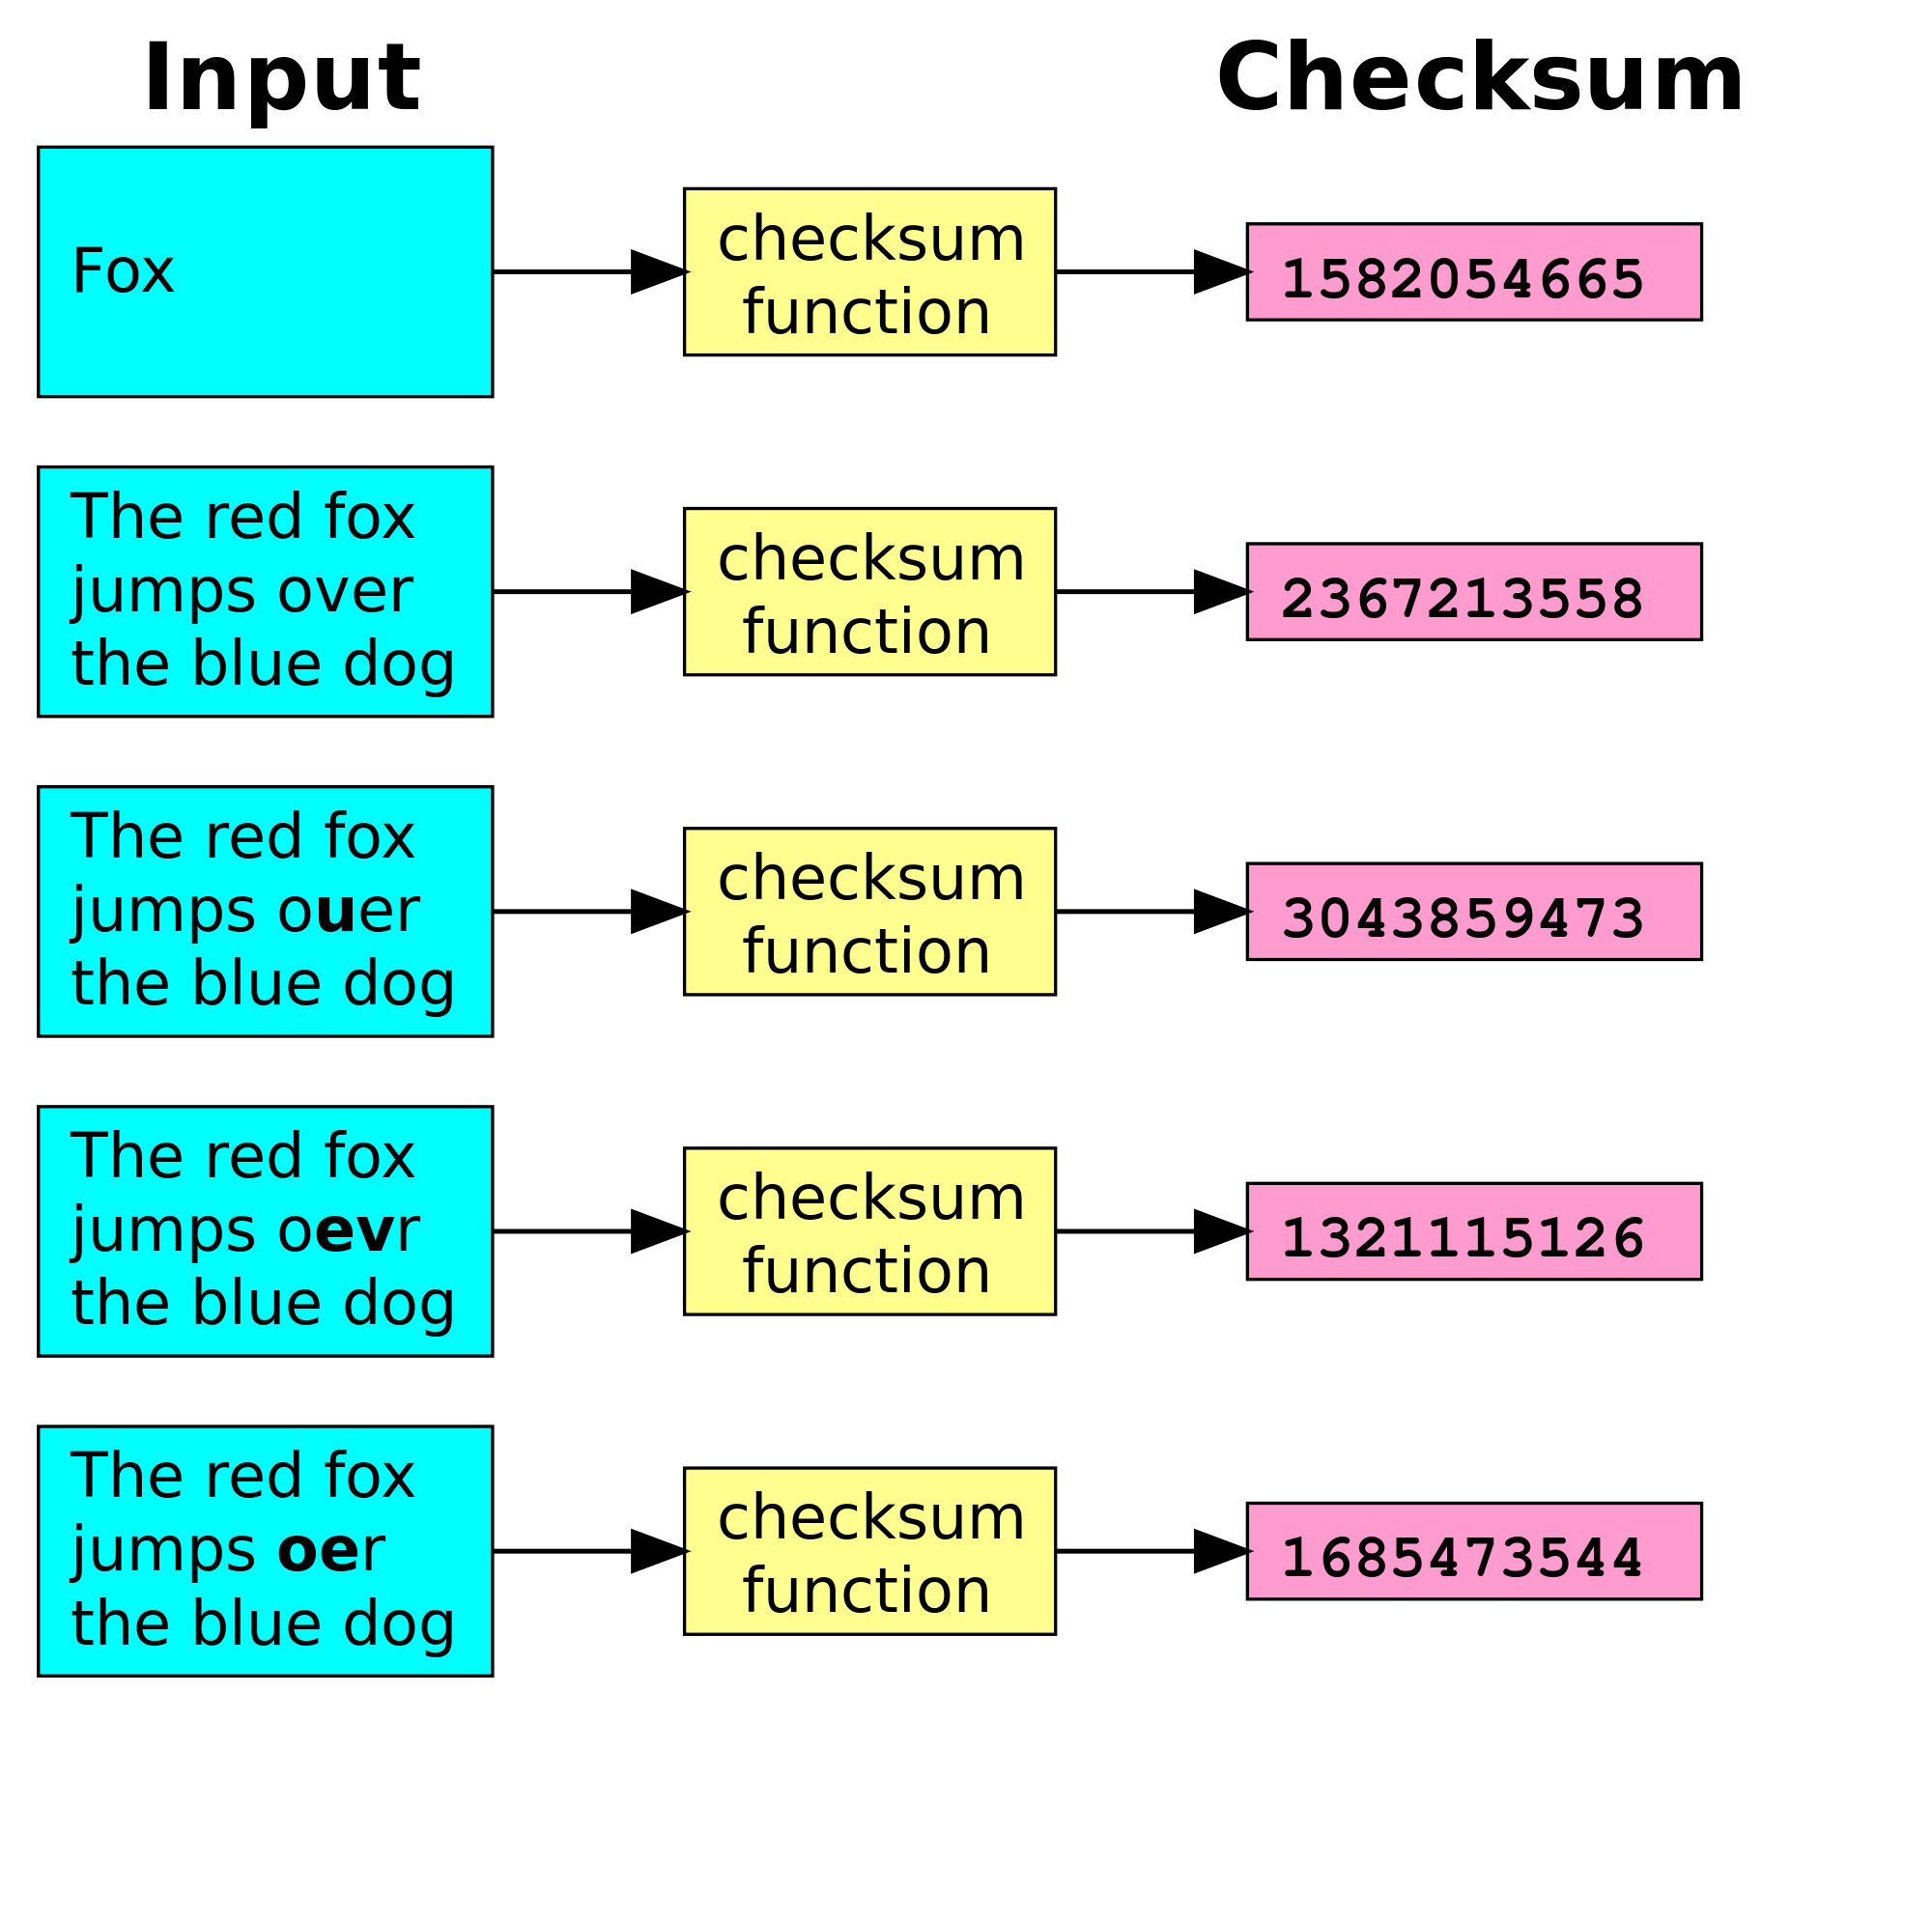 Input
Checksum
Fox
checksum
function
1582054665
The red fox
jumps over
the blue dog
checksum
function
2367213558
The red fox
jumps ouer
the blue dog
checksum
function
3043859473
The red fox
jumps oevr
the blue dog
checksum
function
1321115126
The red fox
jumps oer
the blue dog
checksum
function
1685473544